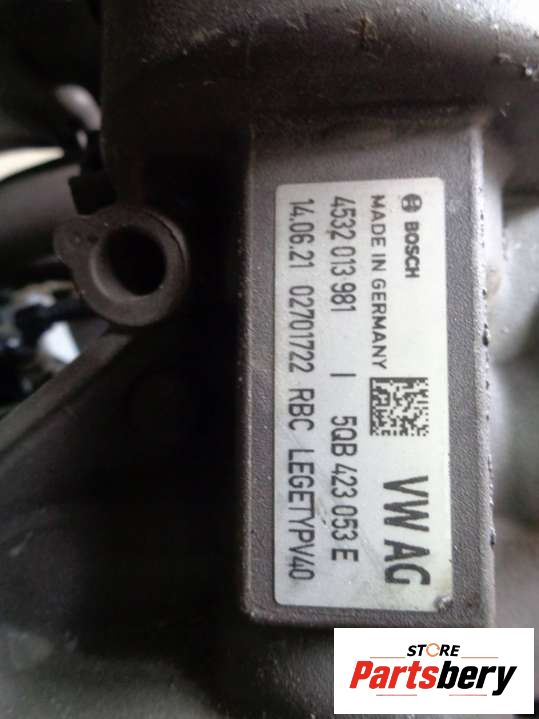 BOSCH
MADE IN GERMANY
VW AG
4532 013 981 I 5QB 423 053 E
14.06.21 02701722 RBC LEGETYPV40
STORE
Partsbery